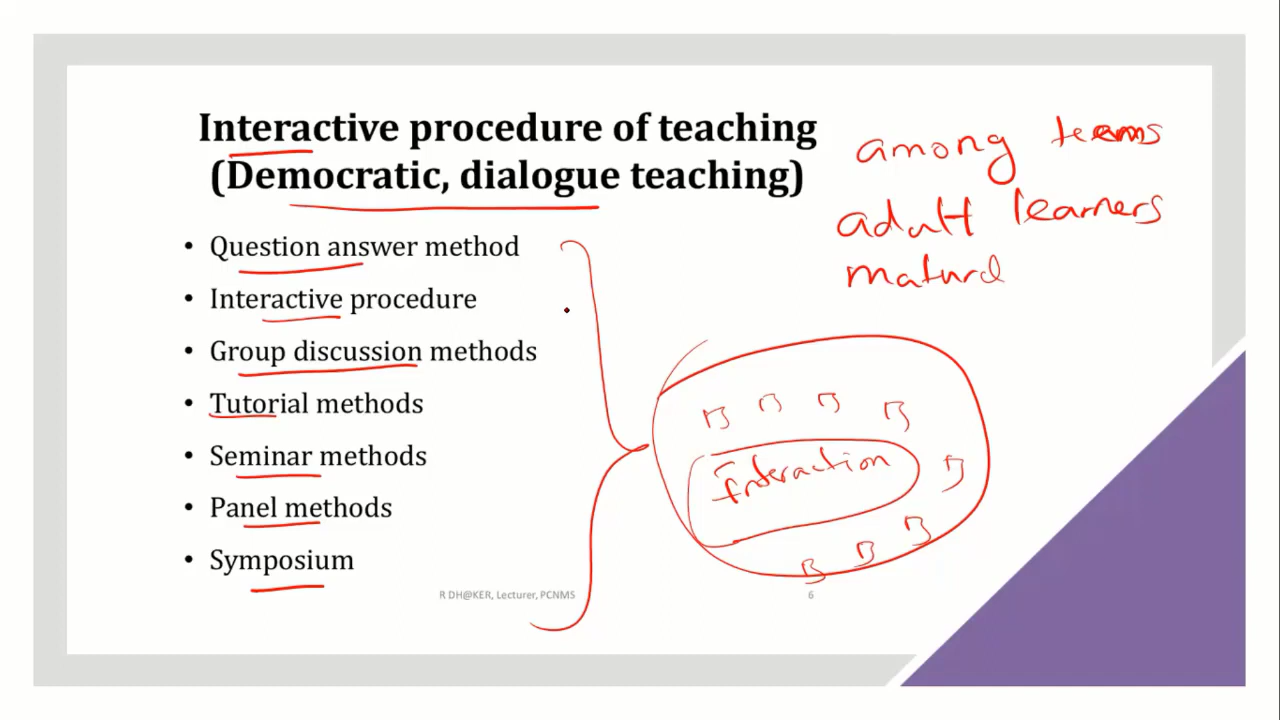 Interactive procedure of teaching
(Democratic, dialogue teaching)
• Question answer method
• Interactive procedure
• Group discussion methods
• Tutorial methods
• Seminar methods
• Panel methods
• Symposium
among teams
adult learners
mature
Interaction
R DH@KER, Lecturer, PCNMS
6